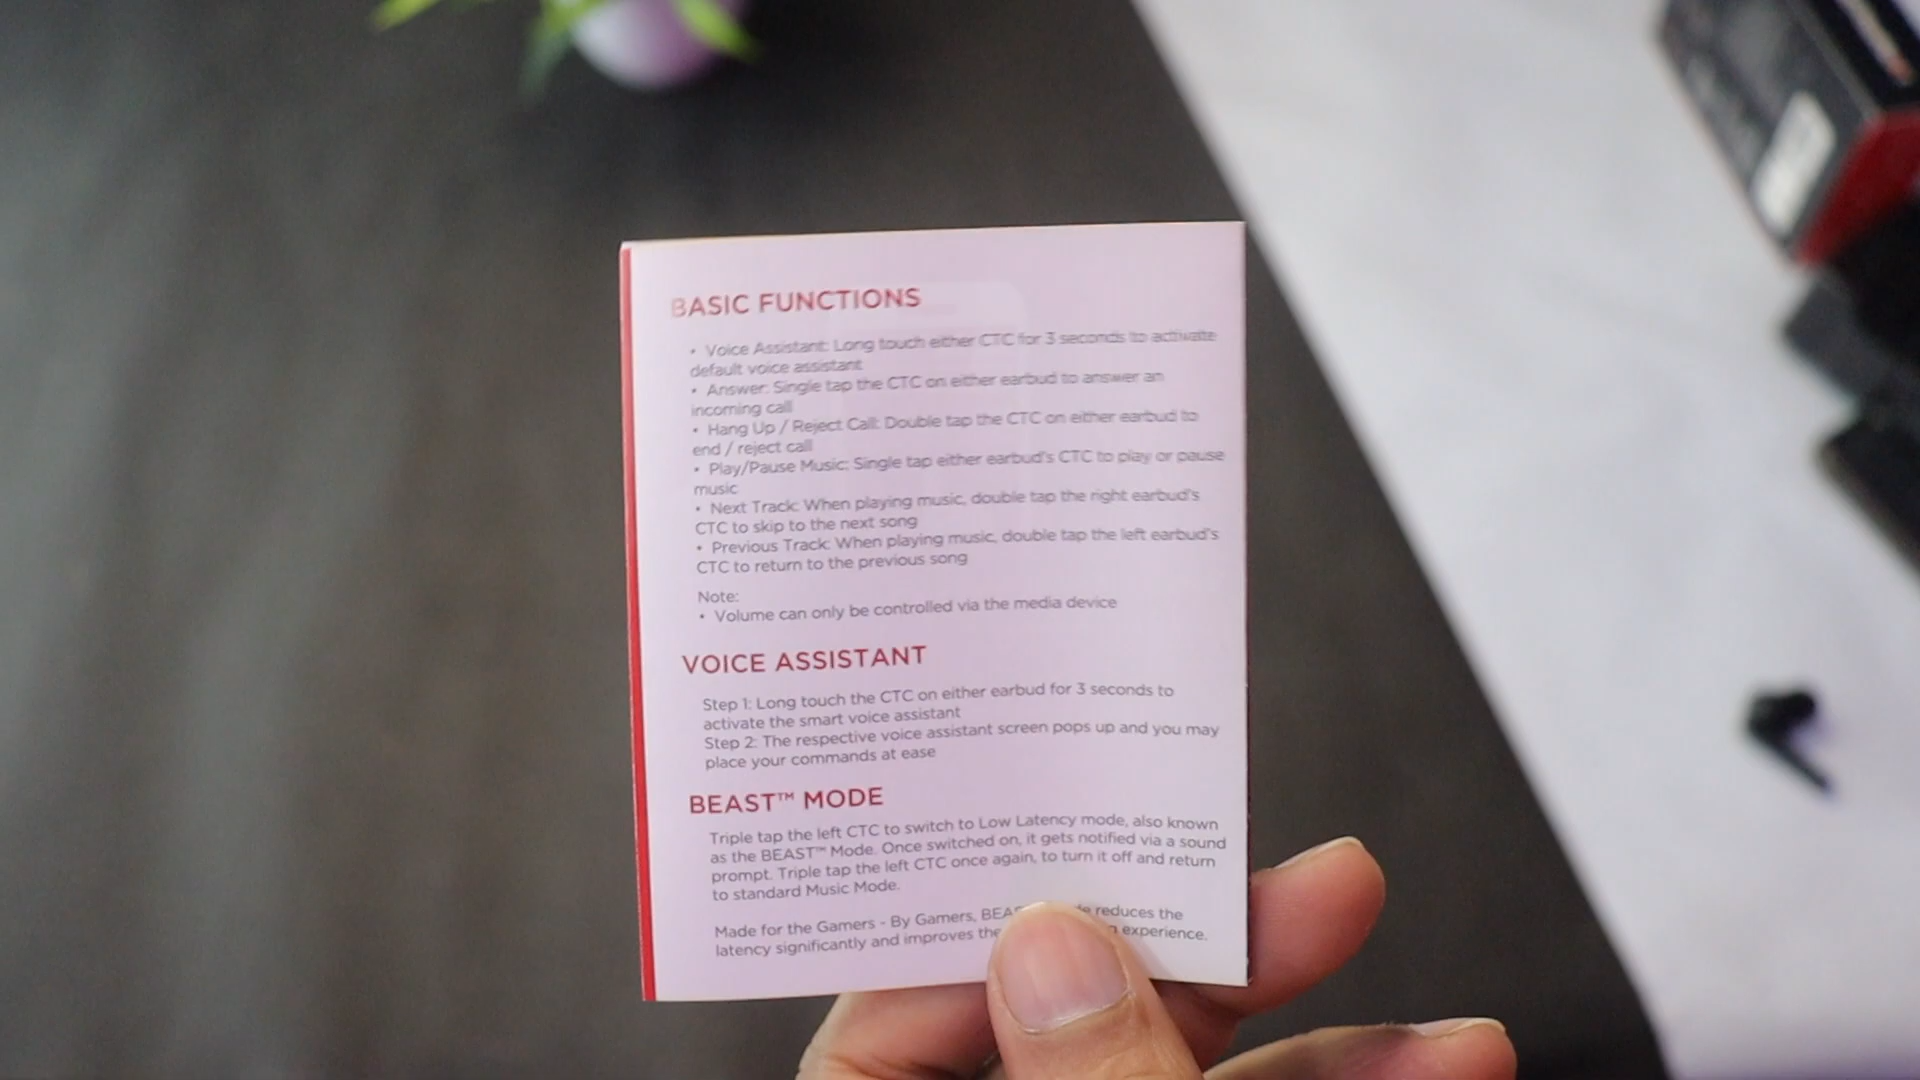 BASIC FUNCTIONS
• Voice Assistant: Long touch either CTC for 3 seconds to activate
default voice assistant
• Answer: Single tap the CTC on either earbud to answer an
incoming call
• Hang Up / Reject Call: Double tap the CTC on either earbud to
end / reject call
• Play/Pause Music: Single tap either earbud's CTC to play or pause
music
• Next Track: When playing music, double tap the right earbud's
CTC to skip to the next song
• Previous Track: When playing music, double tap the left earbud's
CTC to return to the previous song
Note:
• Volume can only be controlled via the media device
VOICE ASSISTANT
Step 1: Long touch the CTC on either earbud for 3 seconds to
activate the smart voice assistant
Step 2: The respective voice assistant screen pops up and you may
place your commands at ease
BEAST™ MODE
Triple tap the left CTC to switch to Low Latency mode, also known
as the BEAST™ Mode. Once switched on, it gets notified via a sound
prompt. Triple tap the left CTC once again, to turn it off and return
to standard Music Mode.
Made for the Gamers - By Gamers, reduces the
latency significantly and improves the experience.